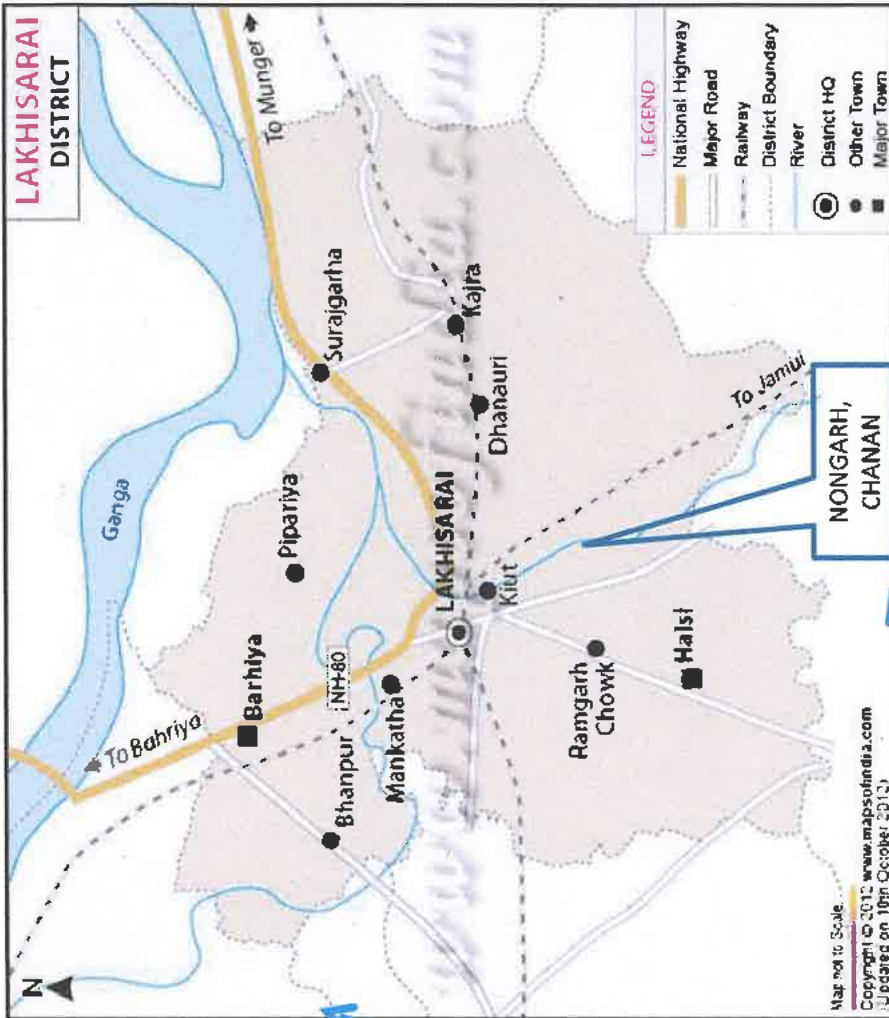 LAKHISARAI
DISTRICT
N
Ganga
To Munger
To Bahriya
Barhiya
Pipariya
Surajgarha
NH-80
Bhanpur
Mankatha
LAKHISARAI
Kiut
Dhanauri
Kajra
Ramgarh
Chowk
Halsi
To Jamui
NONGARH,
CHANAN
LEGEND
National Highway
Major Road
Railway
District Boundary
River
District HQ
Other Town
Major Town
Map not to Scale
Copyright © 2012 www.mapsofindia.com
(Updated on 10th October 2012)